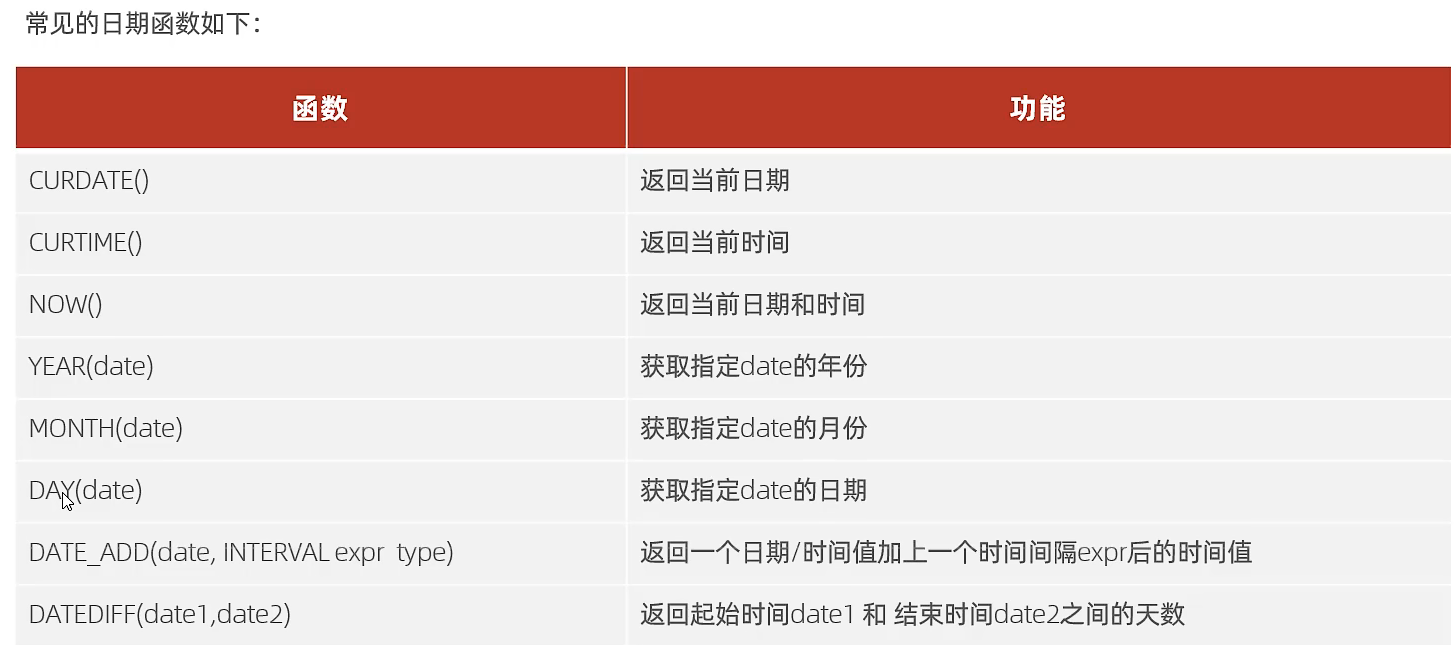 常见的日期函数如下：
函数 功能
CURDATE() 返回当前日期
CURTIME() 返回当前时间
NOW() 返回当前日期和时间
YEAR(date) 获取指定date的年份
MONTH(date) 获取指定date的月份
DAY(date) 获取指定date的日期
DATE_ADD(date, INTERVAL expr type) 返回一个日期/时间值加上一个时间间隔expr后的时间值
DATEDIFF(date1,date2) 返回起始时间date1 和 结束时间date2之间的天数